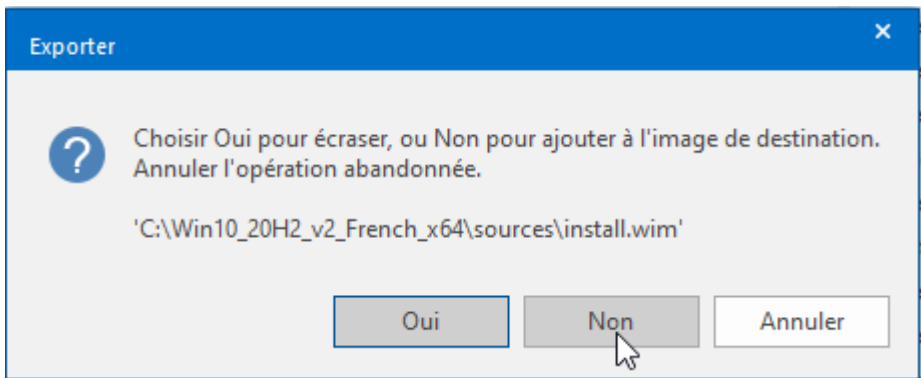 Exporter
Choisir Oui pour écraser, ou Non pour ajouter à l'image de destination.
Annuler l'opération abandonnée.
'C:\Win10_20H2_v2_French_x64\sources\install.wim'
Oui
Non
Annuler